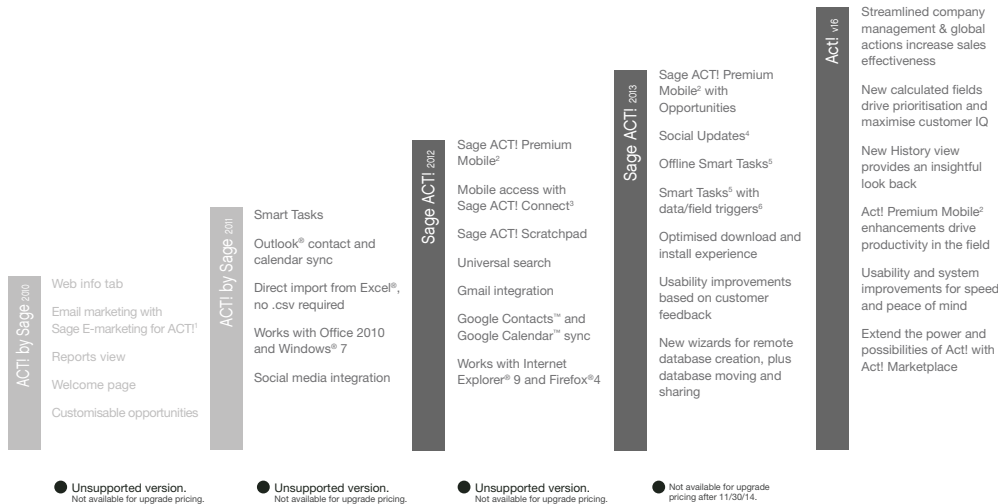 ACT! by Sage 2010
Web info tab
Email marketing with
Sage E-marketing for ACT!¹
Reports view
Welcome page
Customisable opportunities
ACT! by Sage 2011
Smart Tasks
Outlook® contact and
calendar sync
Direct import from Excel®,
no .csv required
Works with Office 2010
and Windows® 7
Social media integration
Sage ACT! 2012
Sage ACT! Premium
Mobile²
Mobile access with
Sage ACT! Connect³
Sage ACT! Scratchpad
Universal search
Gmail integration
Google Contacts™ and
Google Calendar™ sync
Works with Internet
Explorer® 9 and Firefox®4
Sage ACT! 2013
Sage ACT! Premium
Mobile² with
Opportunities
Social Updates⁴
Offline Smart Tasks⁵
Smart Tasks⁵ with
data/field triggers⁶
Optimised download and
install experience
Usability improvements
based on customer
feedback
New wizards for remote
database creation, plus
database moving and
sharing
Act! v16
Streamlined company
management & global
actions increase sales
effectiveness
New calculated fields
drive prioritisation and
maximise customer IQ
New History view
provides an insightful
look back
Act! Premium Mobile²
enhancements drive
productivity in the field
Usability and system
improvements for speed
and peace of mind
Extend the power and
possibilities of Act! with
Act! Marketplace
Unsupported version.
Not available for upgrade pricing.
Unsupported version.
Not available for upgrade pricing.
Unsupported version.
Not available for upgrade pricing.
Not available for upgrade
pricing after 11/30/14.